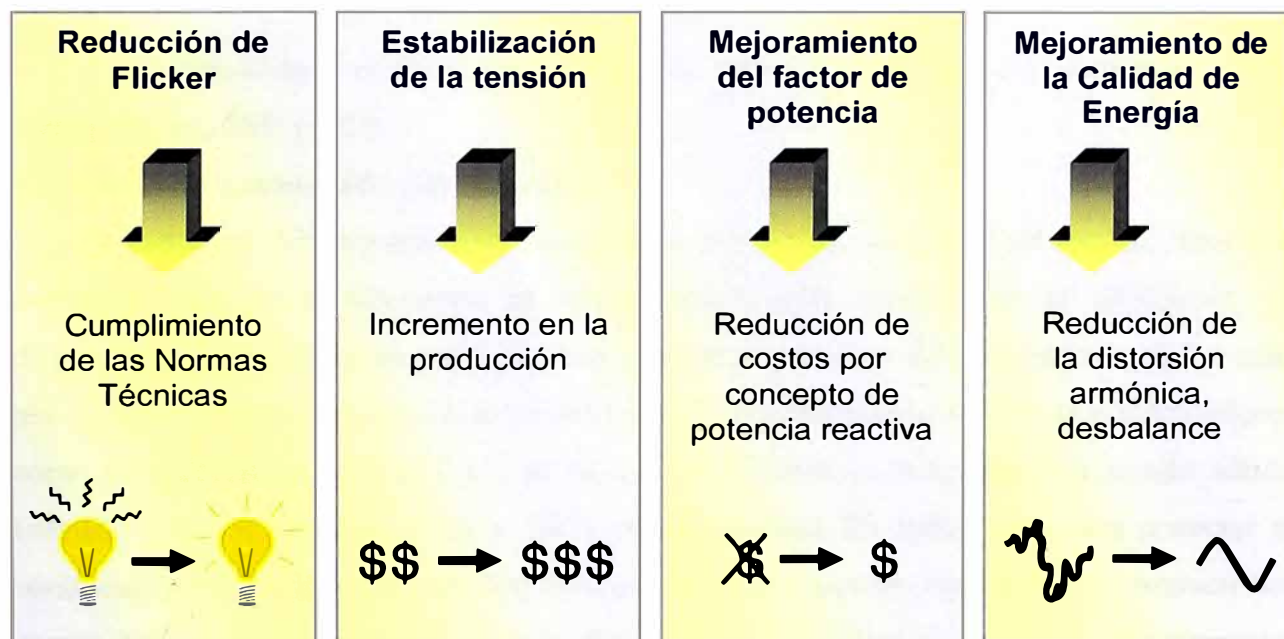 Reducción de
Flicker
Cumplimiento
de las Normas
Técnicas
Estabilización
de la tensión
Incremento en la
producción
$$ $$$
Mejoramiento
del factor de
potencia
Reducción de
costos por
concepto de
potencia reactiva
$ $
Mejoramiento de
la Calidad de
Energía
Reducción de
la distorsión
armónica,
desbalance